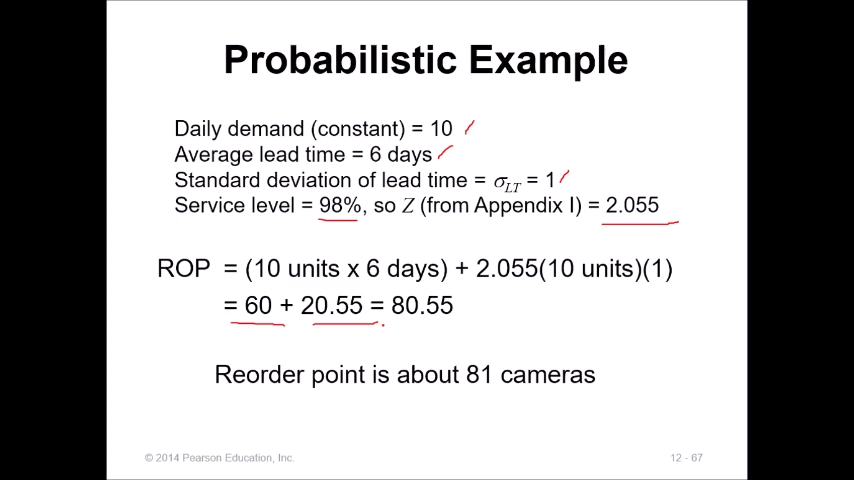 Probabilistic Example
Daily demand (constant) = 10
Average lead time = 6 days
Standard deviation of lead time = σLT = 1
Service level = 98%, so Z (from Appendix I) = 2.055
ROP = (10 units x 6 days) + 2.055(10 units)(1)
= 60 + 20.55 = 80.55
Reorder point is about 81 cameras
© 2014 Pearson Education, Inc.
12 - 67